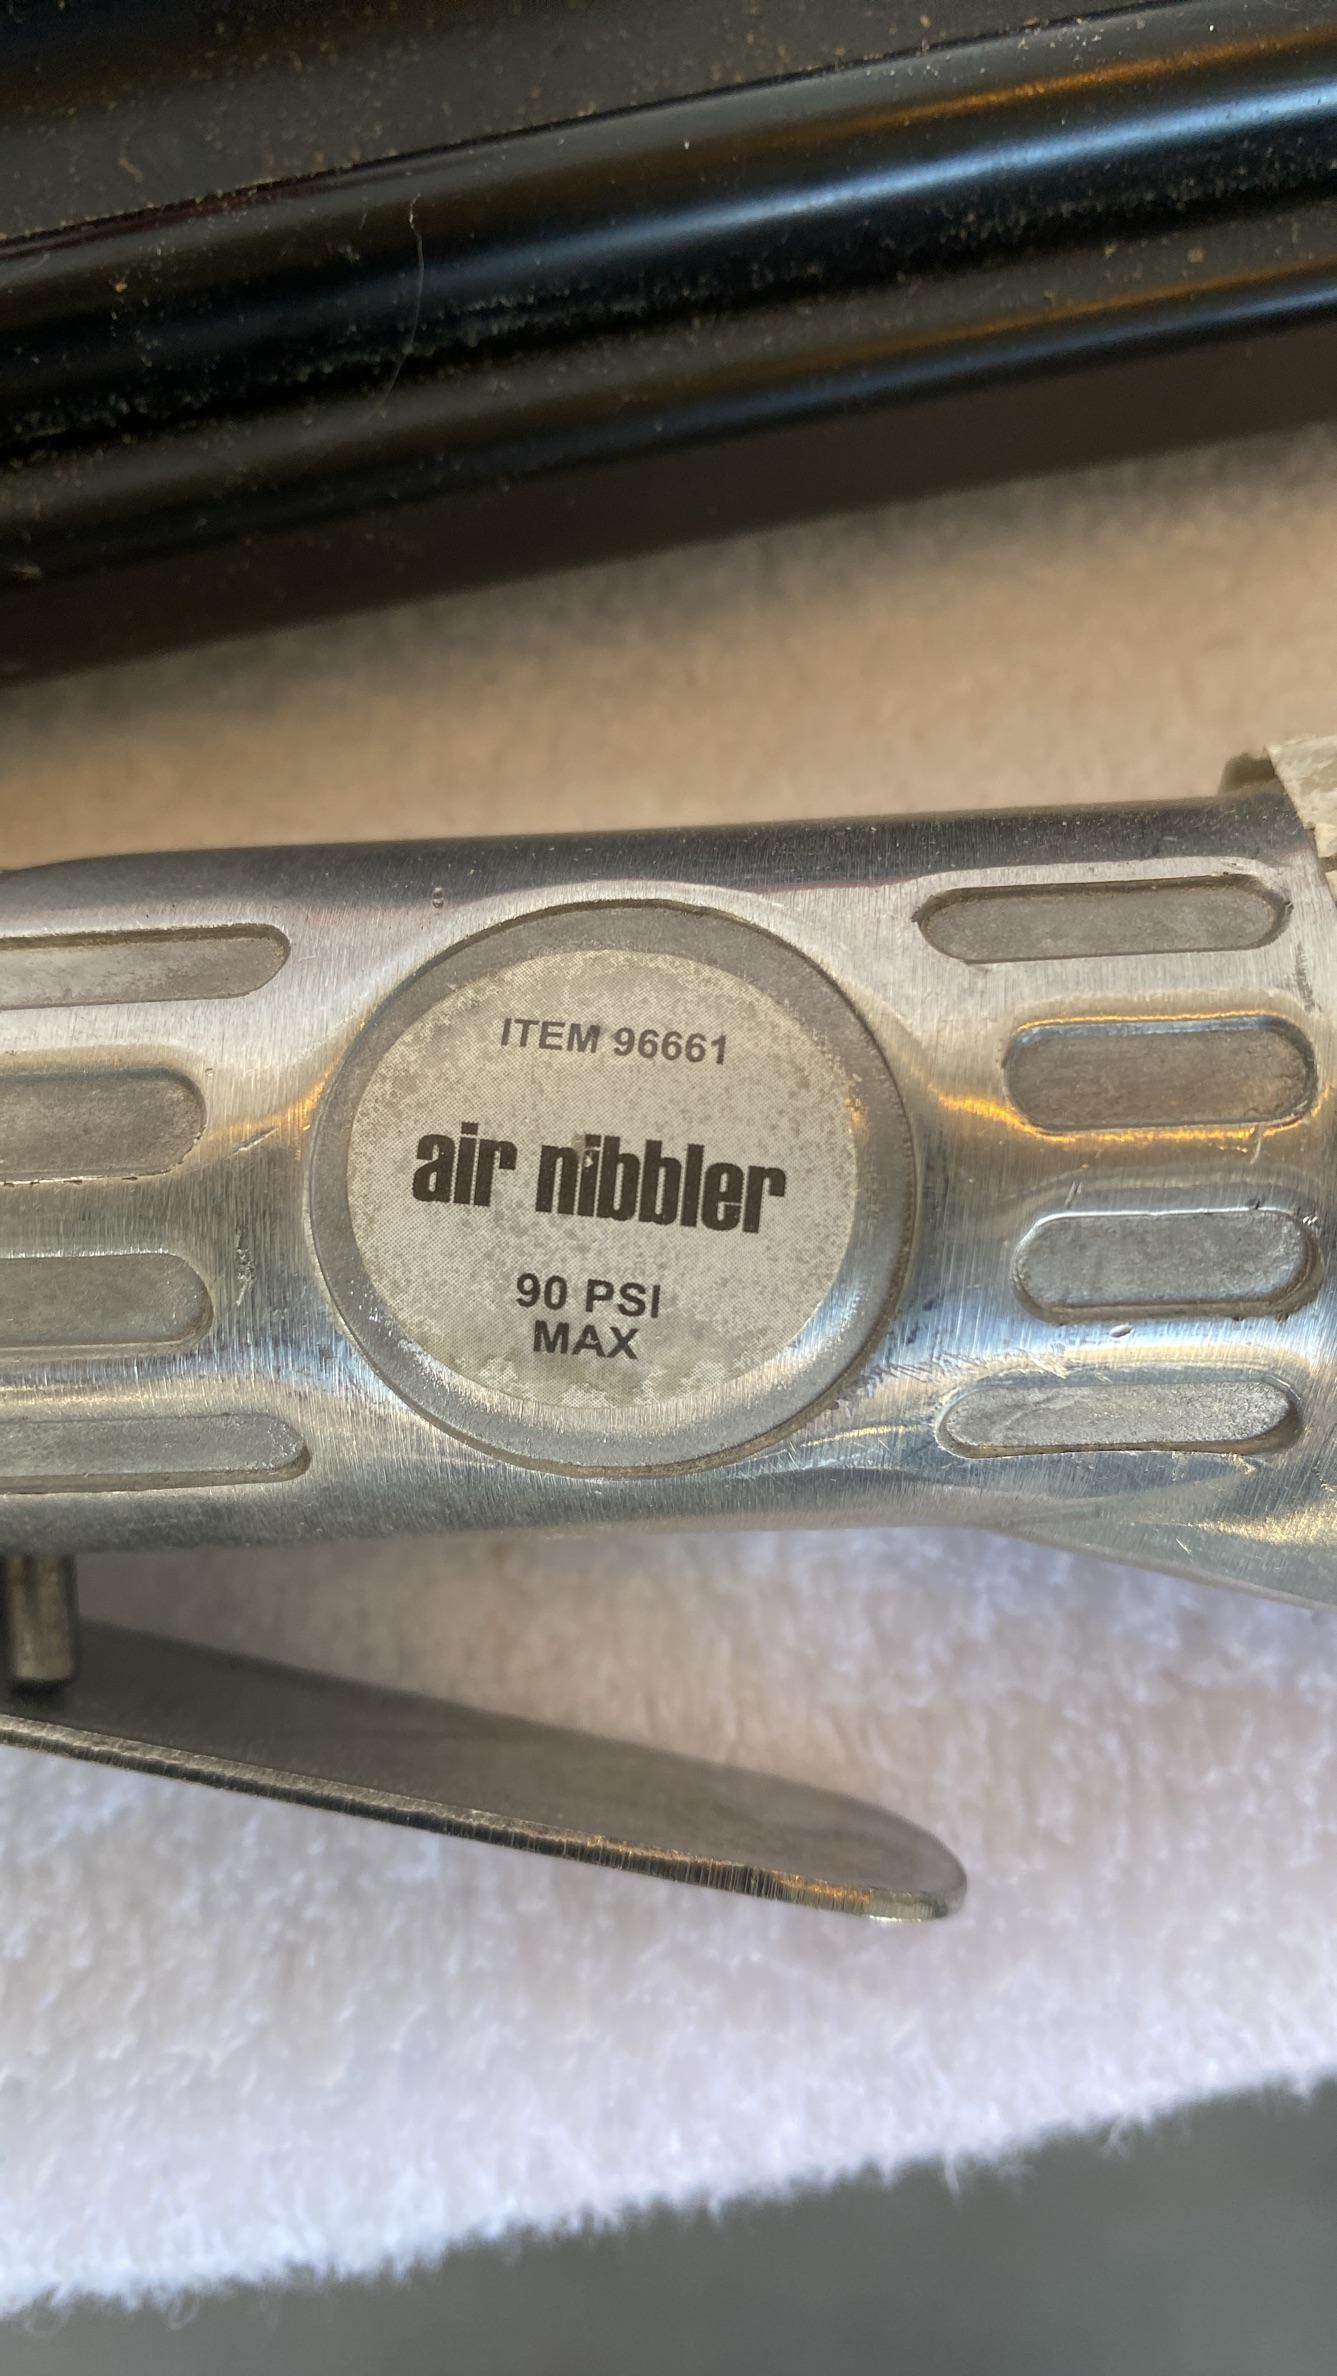 ITEM 96661
air nibbler
90 PSI
MAX